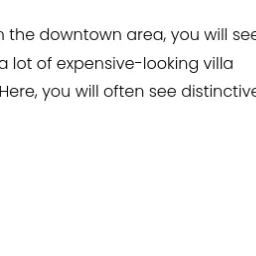 n the downtown area, you will see
a lot of expensive-looking villa
Here, you will often see distinctive